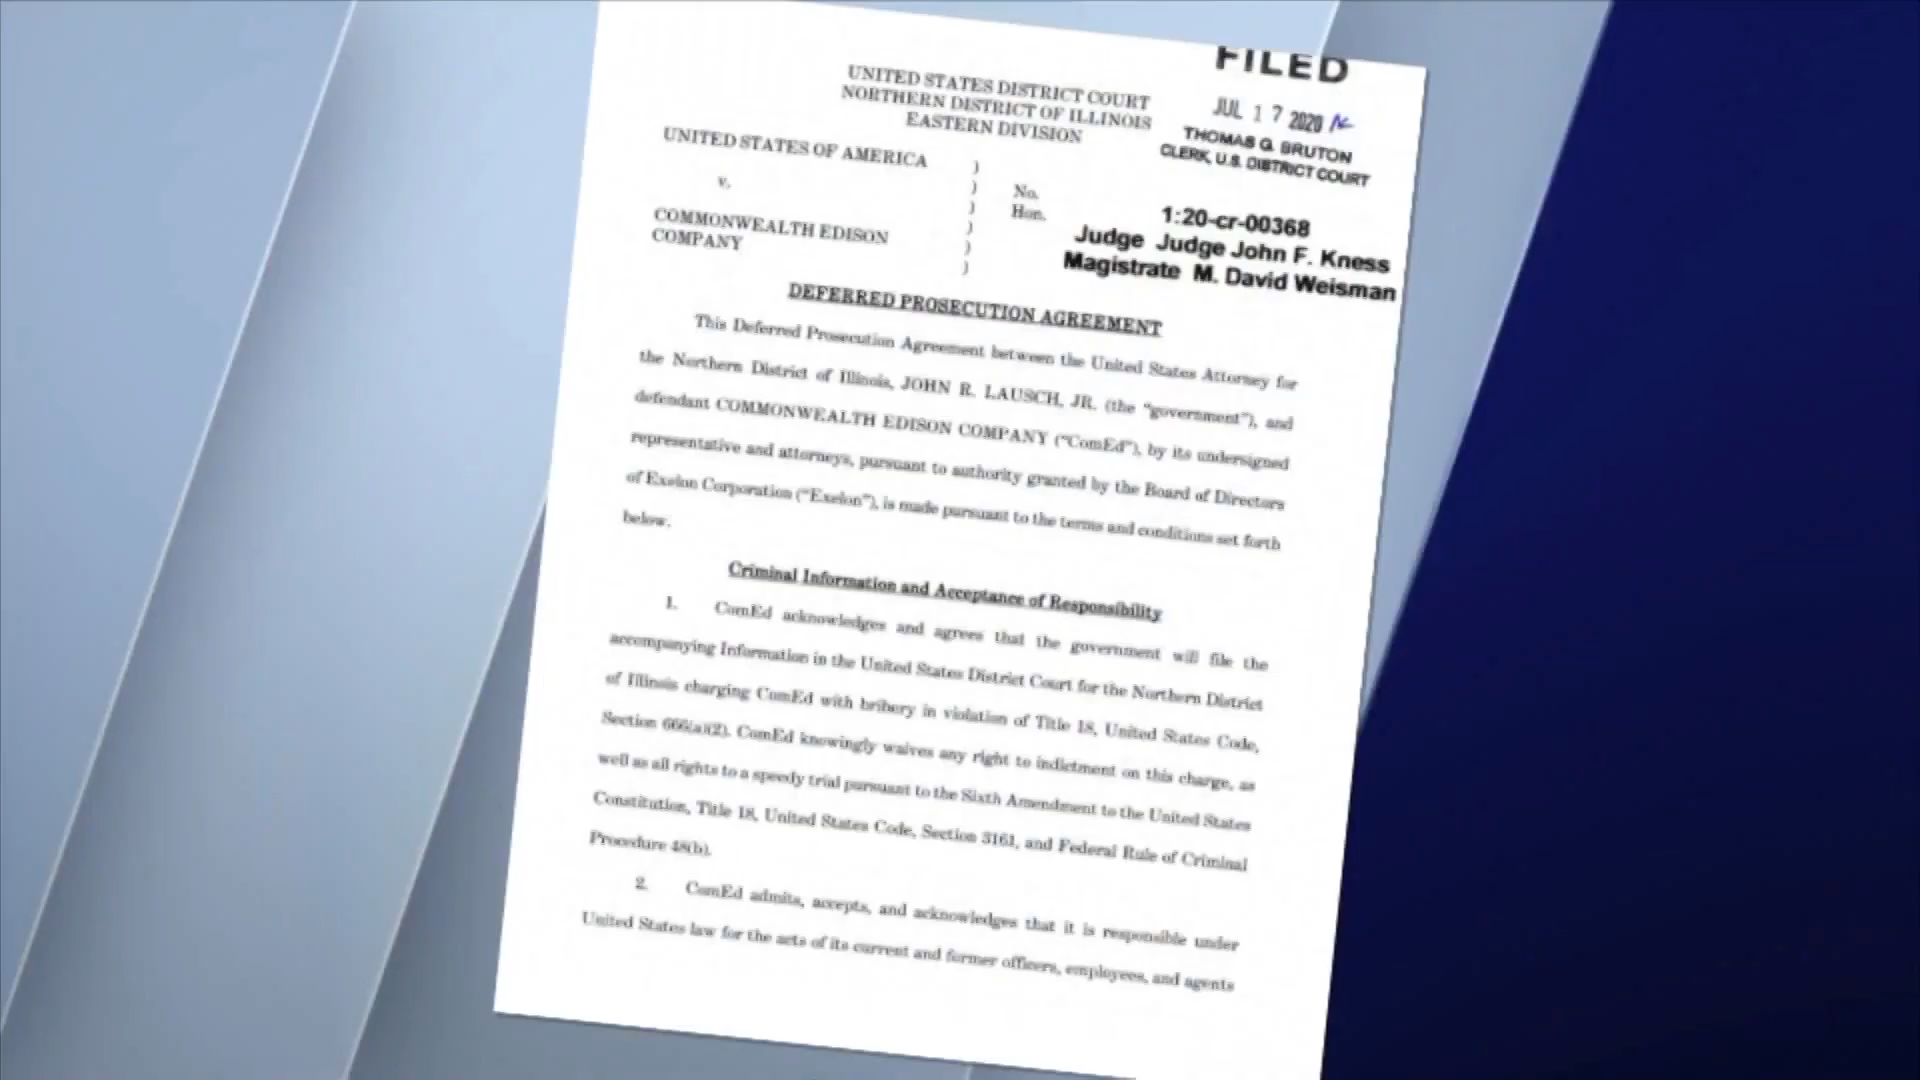 FILED
JUL 17 2020
THOMAS G. BRUTON
CLERK, U.S. DISTRICT COURT
UNITED STATES DISTRICT COURT
NORTHERN DISTRICT OF ILLINOIS
EASTERN DIVISION
UNITED STATES OF AMERICA
v.
COMMONWEALTH EDISON
COMPANY
)
)
)
)
)
)
No.
Hon.
1:20-cr-00368
Judge Judge John F. Kness
Magistrate M. David Weisman
DEFERRED PROSECUTION AGREEMENT
This Deferred Prosecution Agreement between the United States Attorney for
the Northern District of Illinois, JOHN R. LAUSCH, JR. (the “government”), and
defendant COMMONWEALTH EDISON COMPANY (“ComEd”), by its undersigned
representative and attorneys, pursuant to authority granted by the Board of Directors
of Exelon Corporation (“Exelon”), is made pursuant to the terms and conditions set forth
below.
Criminal Information and Acceptance of Responsibility
1. ComEd acknowledges and agrees that the government will file the
accompanying Information in the United States District Court for the Northern District
of Illinois charging ComEd with bribery in violation of Title 18, United States Code,
Section 666(a)(2). ComEd knowingly waives any right to indictment on this charge, as
well as all rights to a speedy trial pursuant to the Sixth Amendment to the United States
Constitution, Title 18, United States Code, Section 3161, and Federal Rule of Criminal
Procedure 48(b).
2. ComEd admits, accepts, and acknowledges that it is responsible under
United States law for the acts of its current and former officers, employees, and agents